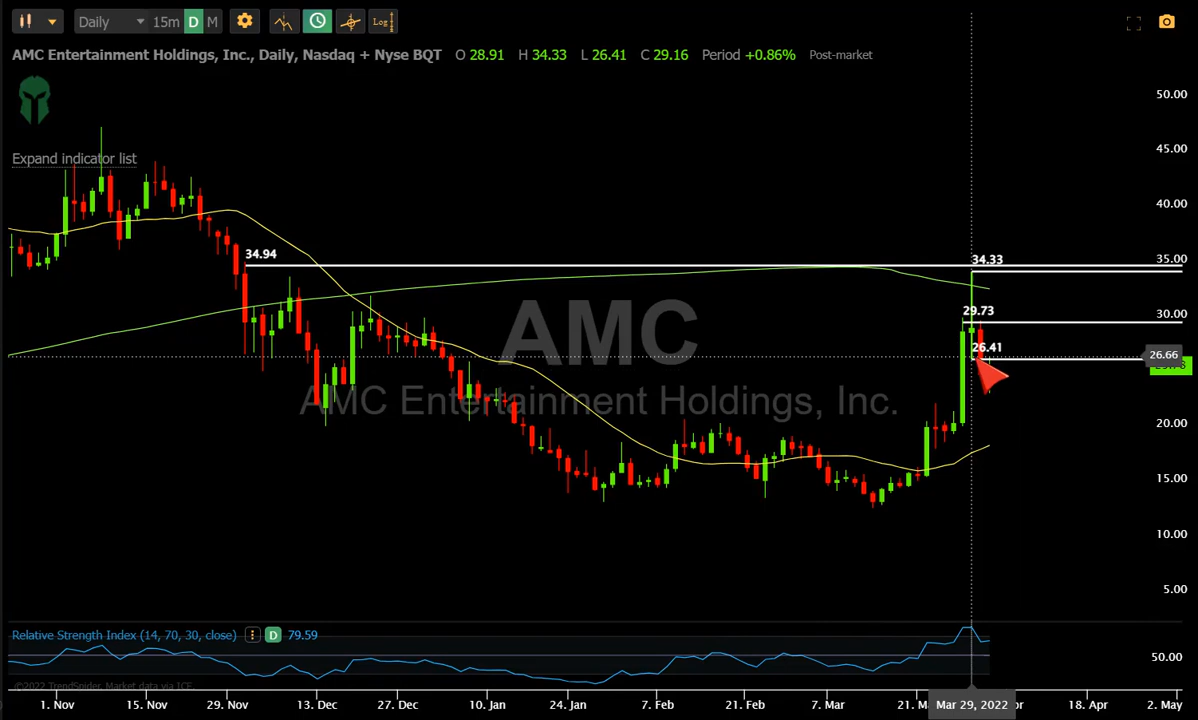 Daily 15m D M Log
AMC Entertainment Holdings, Inc., Daily, Nasdaq + Nyse BQT O 28.91 H 34.33 L 26.41 C 29.16 Period +0.86% Post-market
50.00
Expand indicator list
45.00
40.00
34.94
34.33
35.00
29.73
30.00
AMC
26.41
26.66
AMC Entertainment Holdings, Inc.
20.00
15.00
10.00
5.00
Relative Strength Index (14, 70, 30, close) D 79.59
50.00
©2022 TrendSpider, Market data via ICE.
1. Nov 15. Nov 29. Nov 13. Dec 27. Dec 10. Jan 24. Jan 7. Feb 21. Feb 7. Mar 21. M Mar 29, 2022 pr 18. Apr 2. May